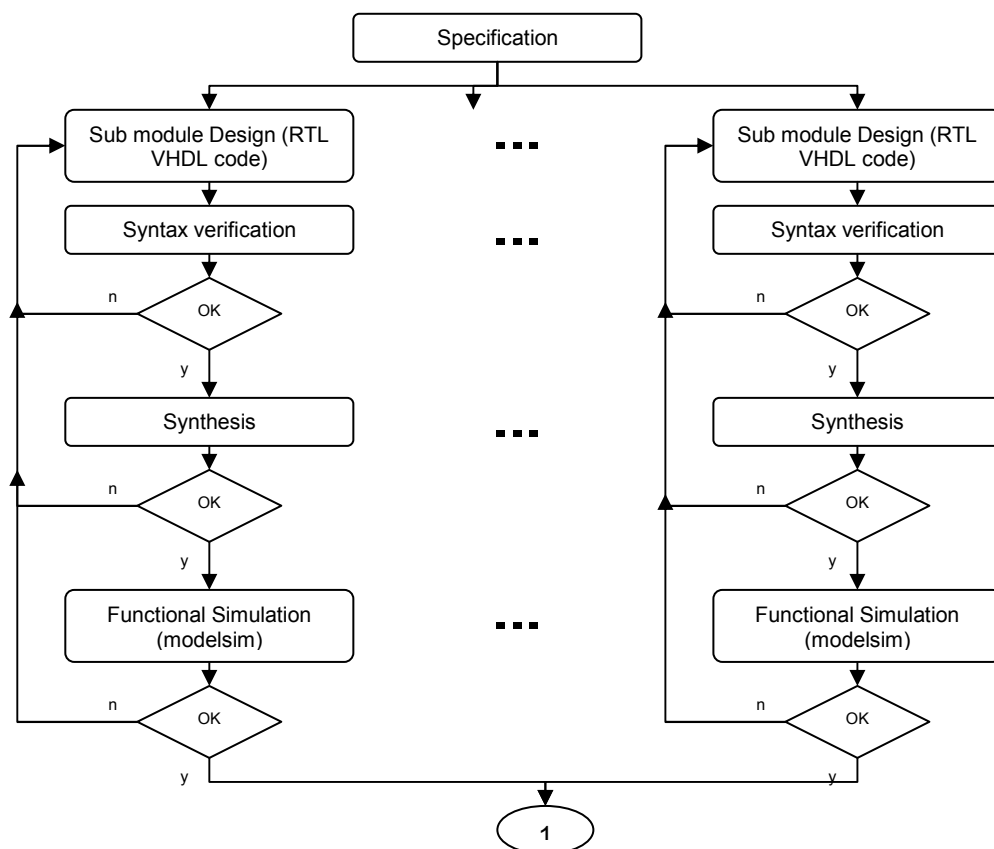 Specification
Sub module Design (RTL
VHDL code)
Sub module Design (RTL
VHDL code)
Syntax verification
Syntax verification
n
OK
n
OK
y
y
Synthesis
Synthesis
n
OK
n
OK
y
y
Functional Simulation
(modelsim)
Functional Simulation
(modelsim)
n
OK
n
OK
y
y
1